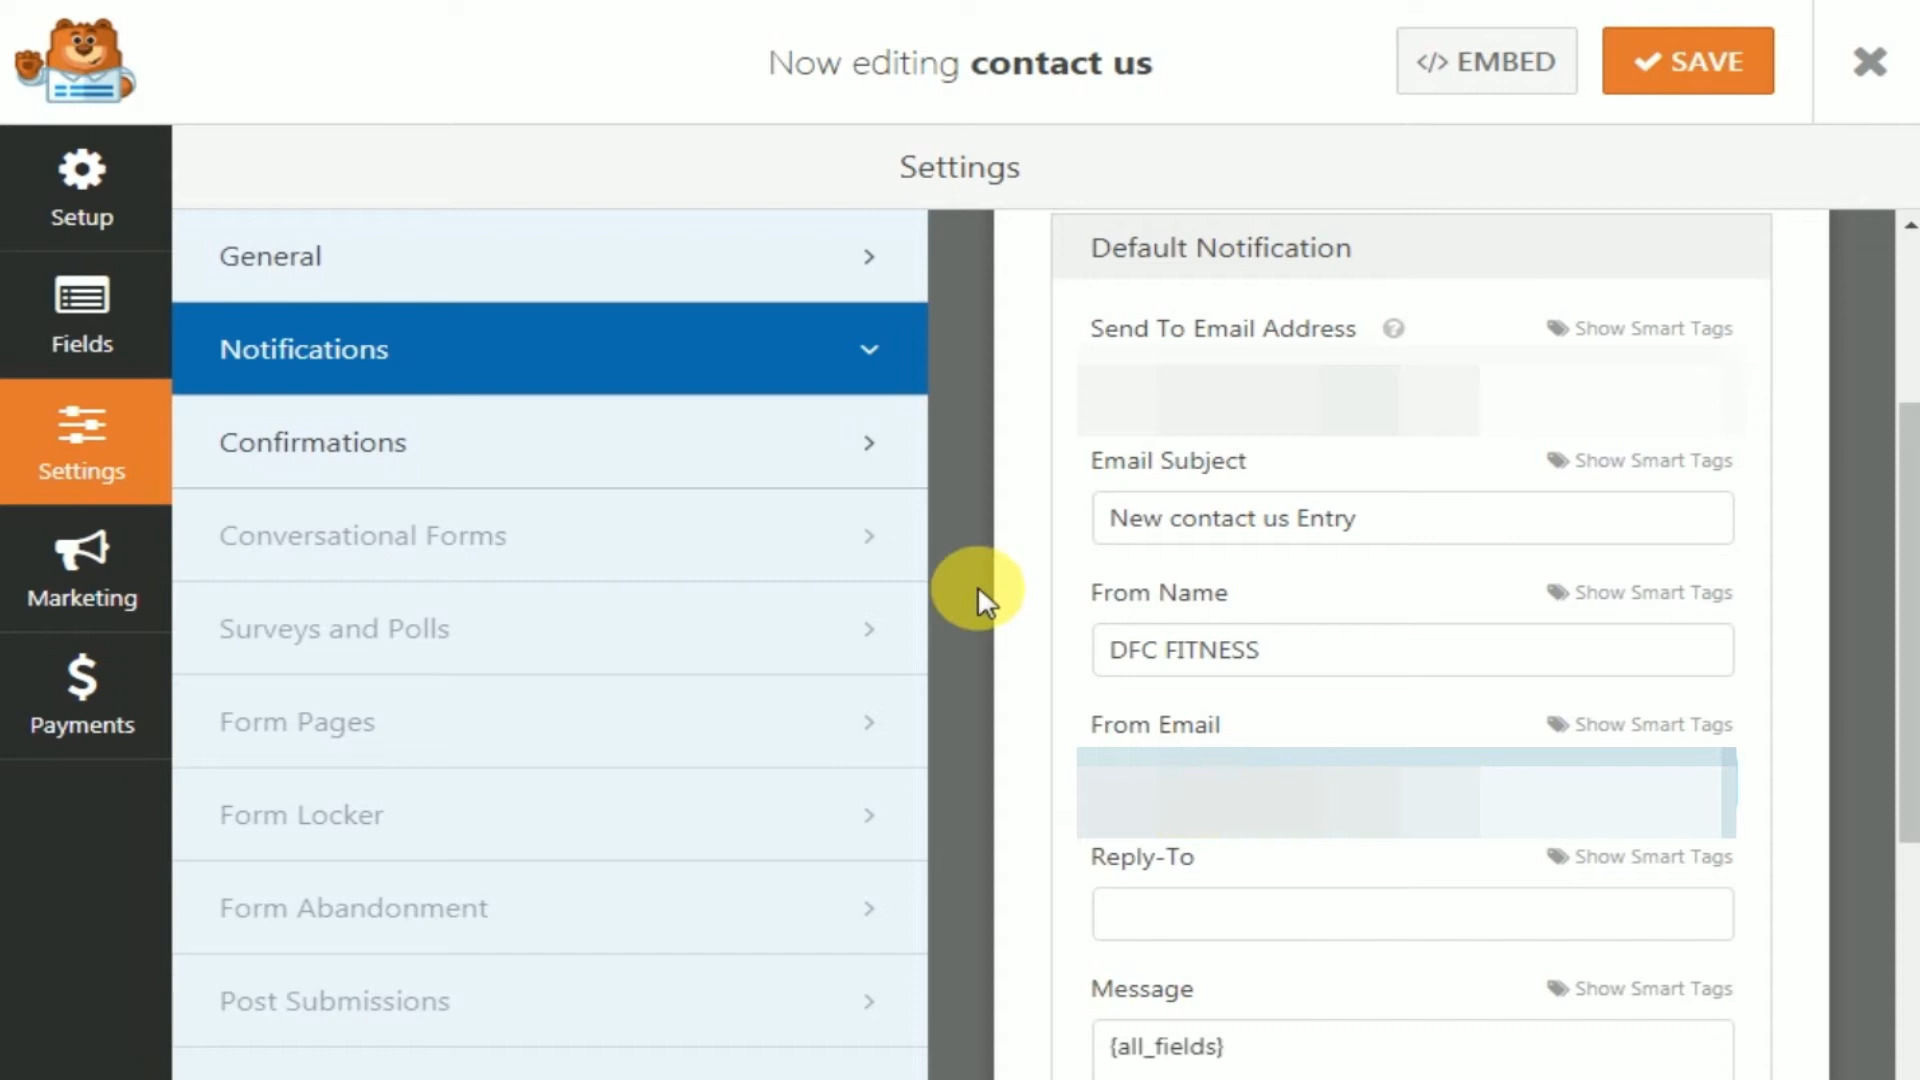 Now editing contact us
</> EMBED
SAVE
Settings
Setup
Fields
Settings
Marketing
Payments
General
Notifications
Confirmations
Conversational Forms
Surveys and Polls
Form Pages
Form Locker
Form Abandonment
Post Submissions
Default Notification
Send To Email Address
Show Smart Tags
Email Subject
Show Smart Tags
New contact us Entry
From Name
Show Smart Tags
DFC FITNESS
From Email
Show Smart Tags
Reply-To
Show Smart Tags
Message
Show Smart Tags
{all_fields}